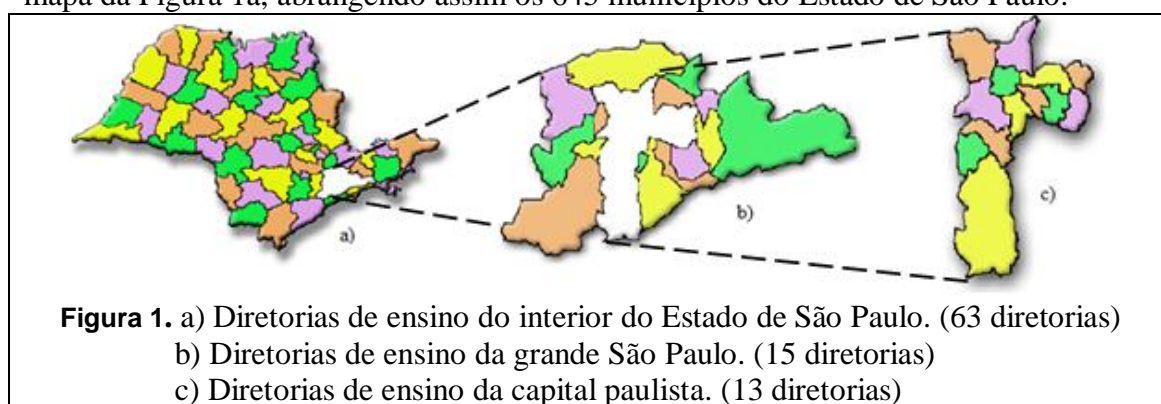 mapa da Figura 1a, abrangendo assim os 645 municípios do Estado de São Paulo.
a)
b)
c)
Figura 1. a) Diretorias de ensino do interior do Estado de São Paulo. (63 diretorias)
b) Diretorias de ensino da grande São Paulo. (15 diretorias)
c) Diretorias de ensino da capital paulista. (13 diretorias)